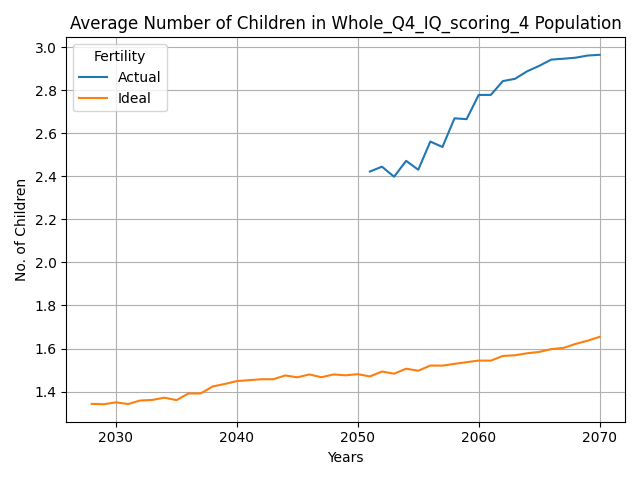 Average Number of Children in Whole_Q4_IQ_scoring_4 Population
Fertility
Actual
Ideal
No. of Children
3.0
2.8
2.6
2.4
2.2
2.0
1.8
1.6
1.4
2030 2040 2050 2060 2070
Years